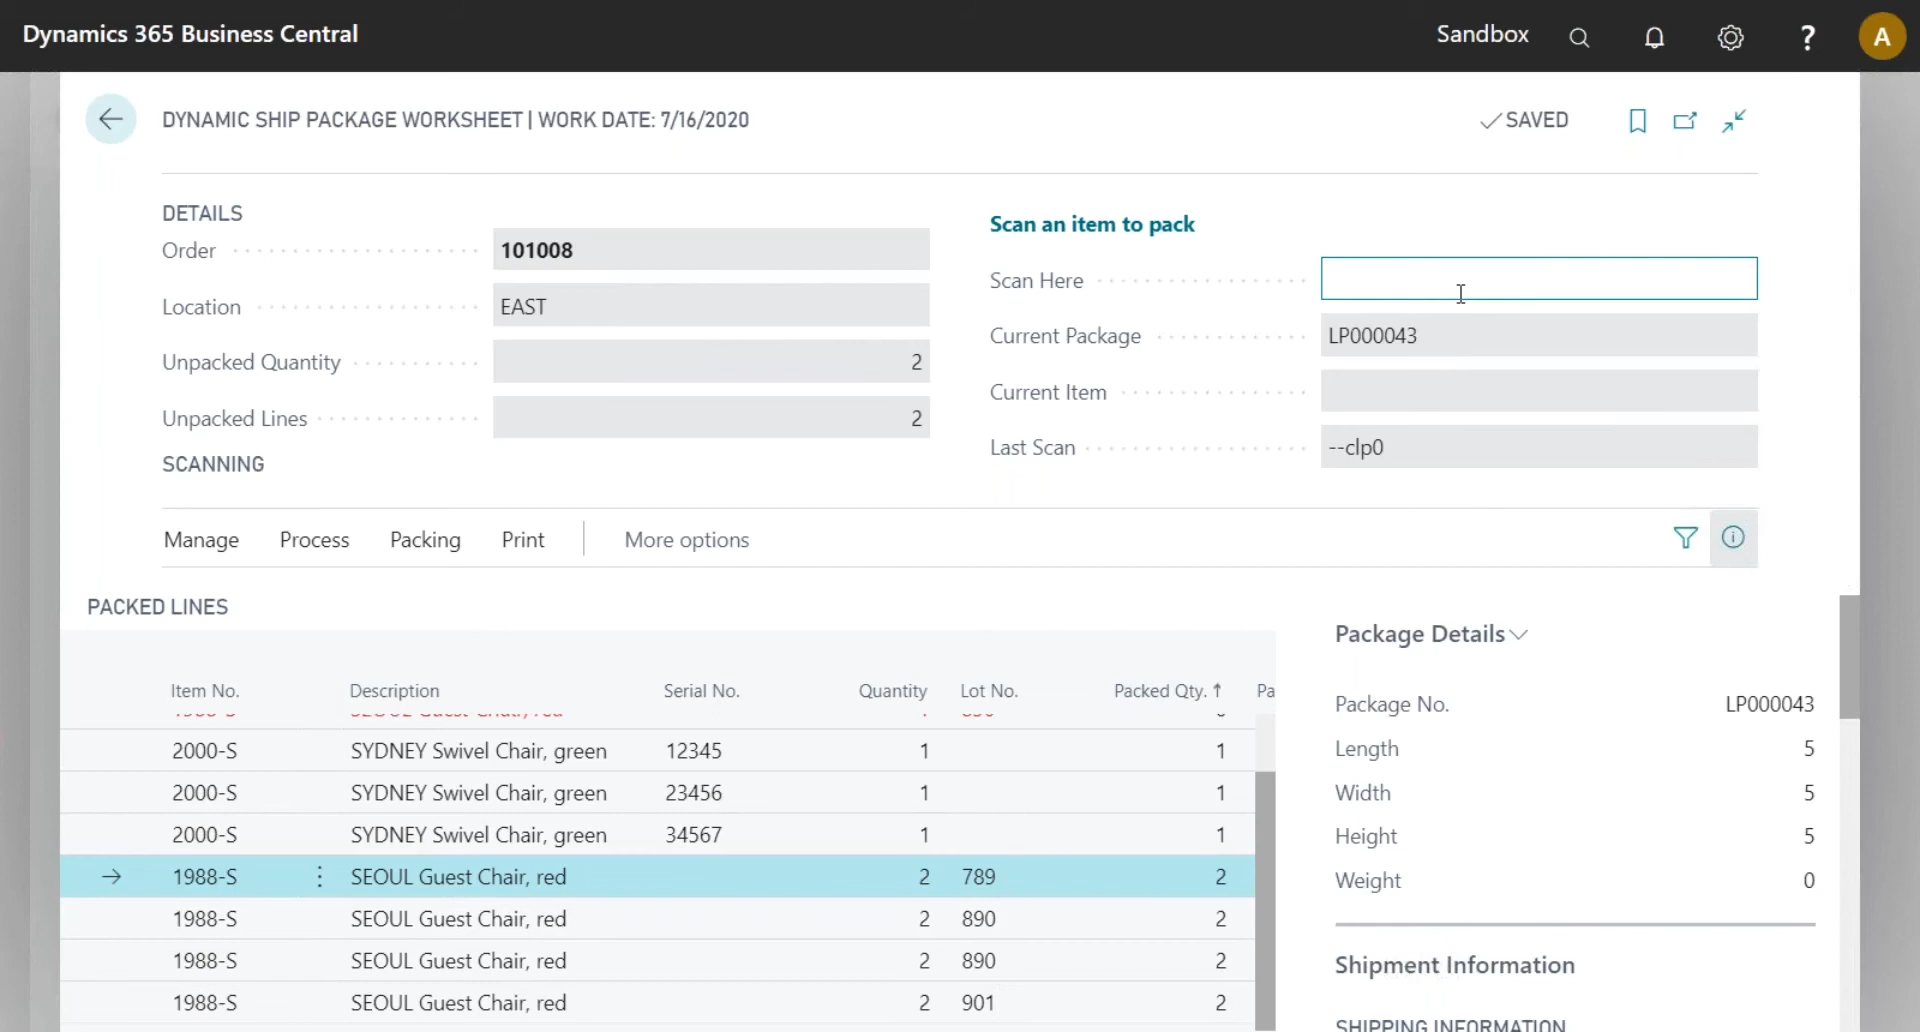 Dynamics 365 Business Central
Sandbox
?
A
DYNAMIC SHIP PACKAGE WORKSHEET | WORK DATE: 7/16/2020
SAVED
DETAILS
Order 101008
Location EAST
Unpacked Quantity 2
Unpacked Lines 2
SCANNING
Scan an item to pack
Scan Here
Current Package LP000043
Current Item
Last Scan --clp0
Manage Process Packing Print More options
PACKED LINES
Item No. Description Serial No. Quantity Lot No. Packed Qty. ↑ Pa
2000-S SYDNEY Swivel Chair, green 12345 1 1
2000-S SYDNEY Swivel Chair, green 23456 1 1
2000-S SYDNEY Swivel Chair, green 34567 1 1
1988-S SEOUL Guest Chair, red 2 789 2
1988-S SEOUL Guest Chair, red 2 890 2
1988-S SEOUL Guest Chair, red 2 890 2
1988-S SEOUL Guest Chair, red 2 901 2
Package Details
Package No. LP000043
Length 5
Width 5
Height 5
Weight 0
Shipment Information
SHIPPING INFORMATION